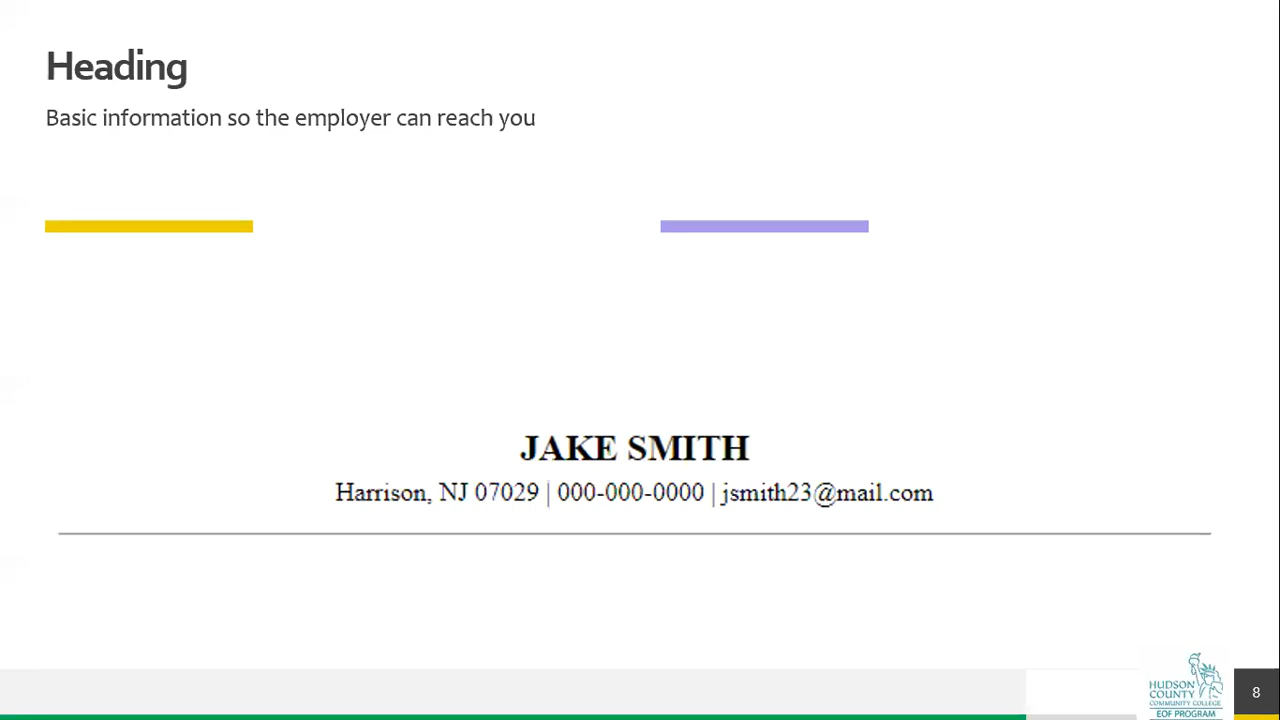 Heading
Basic information so the employer can reach you
JAKE SMITH
Harrison, NJ 07029 | 000-000-0000 | jsmith23@mail.com
HUDSON
COUNTY
COMMUNITY COLLEGE
EOF PROGRAM
8